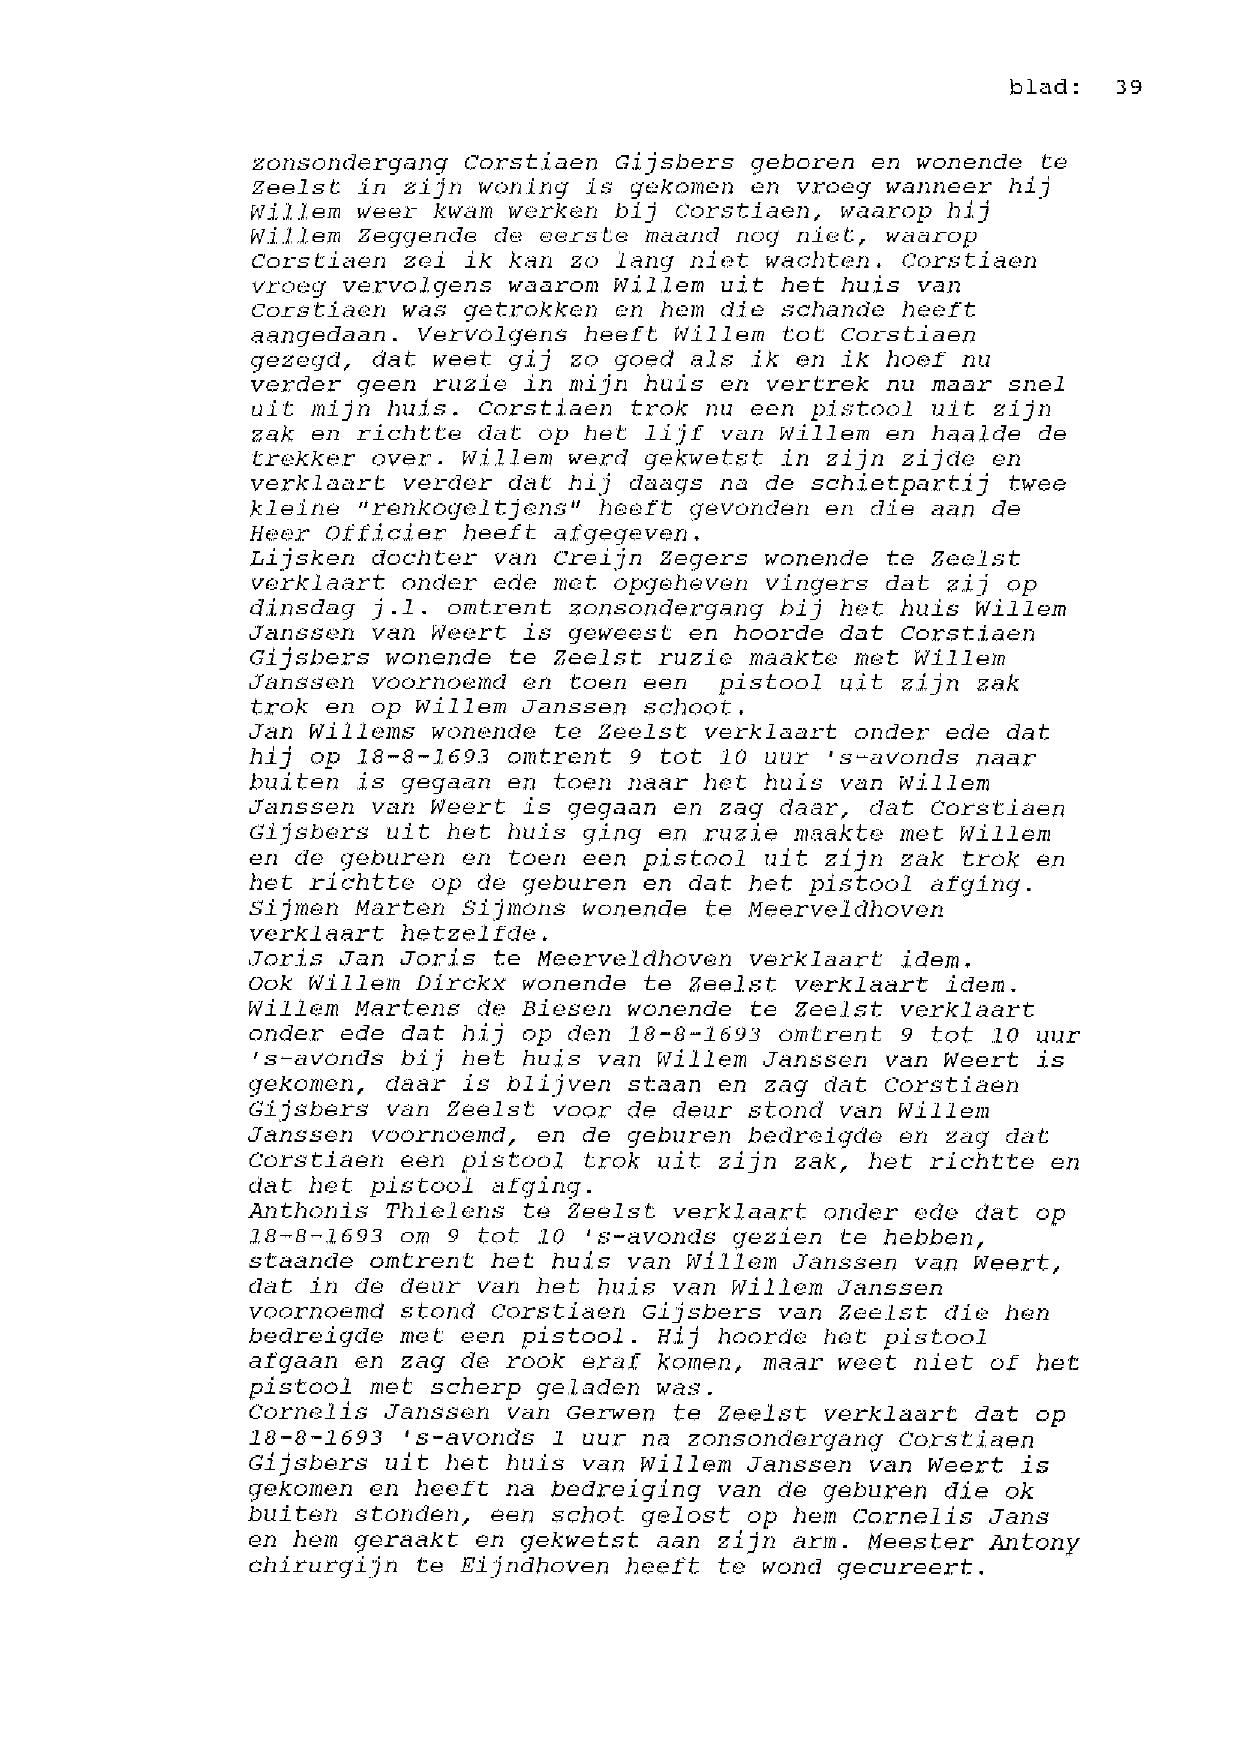 blad: 39
zonsondergang Corstiaen Gijsbers geboren en wonende te
Zeelst in zijn woning is gekomen en vroeg wanneer hij
Willem weer kwam werken bij Corstiaen, waarop hij
Willem Zeggende de eerste maand nog niet, waarop
Corstiaen zei ik kan zo lang niet wachten. Corstiaen
vroeg vervolgens waarom Willem uit het huis van
Corstiaen was getrokken en hem die schande heeft
aangedaan. Vervolgens heeft Willem tot Corstiaen
gezegd, dat weet gij zo goed als ik en ik hoef nu
verder geen ruzie in mijn huis en vertrek nu maar snel
uit mijn huis. Corstiaen trok nu een pistool uit zijn
zak en richtte dat op het lijf van Willem en haalde de
trekker over. Willem werd gekwetst in zijn zijde en
verklaart verder dat hij daags na de schietpartij twee
kleine "renkogeltjens" heeft gevonden en die aan de
Heer Officier heeft afgegeven.
Lijsken dochter van Creijn Zegers wonende te Zeelst
verklaart onder ede met opgeheven vingers dat zij op
dinsdag j.l. omtrent zonsondergang bij het huis Willem
Janssen van Weert is geweest en hoorde dat Corstiaen
Gijsbers wonende te Zeelst ruzie maakte met Willem
Janssen voornoemd en toen een pistool uit zijn zak
trok en op Willem Janssen schoot.
Jan Willems wonende te Zeelst verklaart onder ede dat
hij op 18-8-1693 omtrent 9 tot 10 uur 's-avonds naar
buiten is gegaan en toen naar het huis van Willem
Janssen van Weert is gegaan en zag daar, dat Corstiaen
Gijsbers uit het huis ging en ruzie maakte met Willem
en de geburen en toen een pistool uit zijn zak trok en
het richtte op de geburen en dat het pistool afging.
Sijmen Marten Sijmons wonende te Meerveldhoven
verklaart hetzelfde.
Joris Jan Joris te Meerveldhoven verklaart idem.
Ook Willem Dirckx wonende te Zeelst verklaart idem.
Willem Martens de Biesen wonende te Zeelst verklaart
onder ede dat hij op den 18-8-1693 omtrent 9 tot 10 uur
's-avonds bij het huis van Willem Janssen van Weert is
gekomen, daar is blijven staan en zag dat Corstiaen
Gijsbers van Zeelst voor de deur stond van Willem
Janssen voornoemd, en de geburen bedreigde en zag dat
Corstiaen een pistool trok uit zijn zak, het richtte en
dat het pistool afging.
Anthonis Thielens te Zeelst verklaart onder ede dat op
18-8-1693 om 9 tot 10 's-avonds gezien te hebben,
staande omtrent het huis van Willem Janssen van Weert,
dat in de deur van het huis van Willem Janssen
voornoemd stond Corstiaen Gijsbers van Zeelst die hen
bedreigde met een pistool. Hij hoorde het pistool
afgaan en zag de rook eraf komen, maar weet niet of het
pistool met scherp geladen was.
Cornelis Janssen van Gerwen te Zeelst verklaart dat op
18-8-1693 's-avonds 1 uur na zonsondergang Corstiaen
Gijsbers uit het huis van Willem Janssen van Weert is
gekomen en heeft na bedreiging van de geburen die ok
buiten stonden, een schot gelost op hem Cornelis Jans
en hem geraakt en gekwetst aan zijn arm. Meester Antony
chirurgijn te Eijndhoven heeft te wond gecureert.